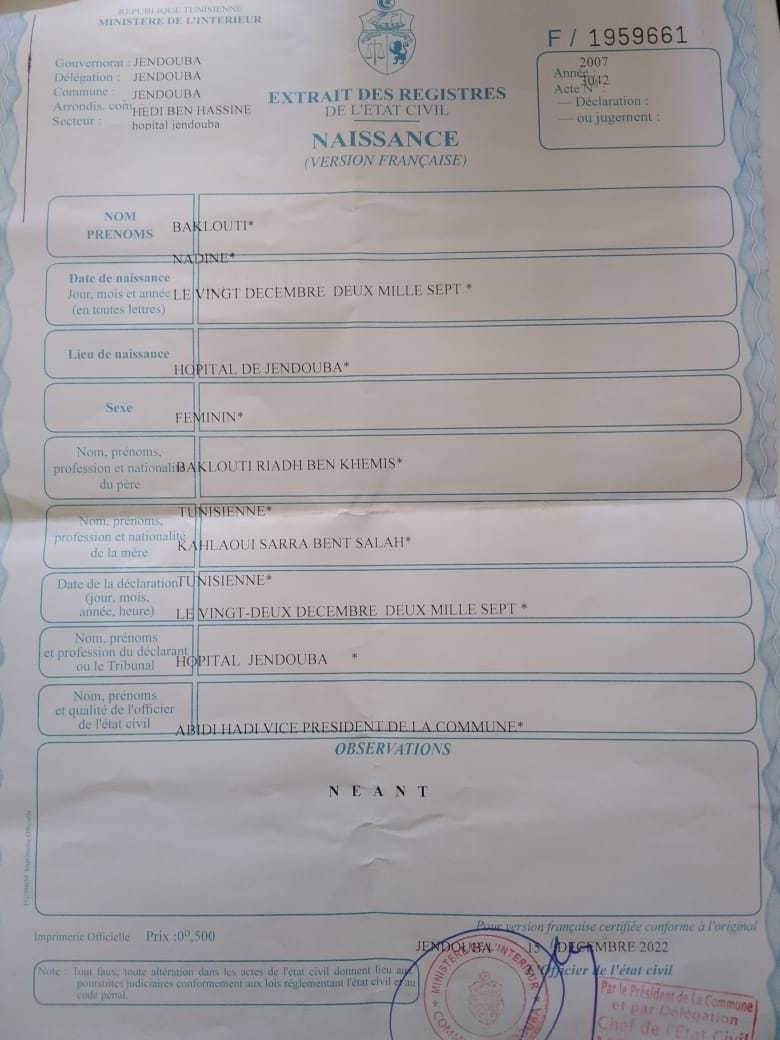 REPUBLIQUE TUNISIENNE
MINISTERE DE L'INTERIEUR
F / 1959661
Gouvernorat : JENDOUBA
Délégation : JENDOUBA
Commune : JENDOUBA
Arrondis. com. HEDI BEN HASSINE
Secteur : hopital jendouba
EXTRAIT DES REGISTRES
DE L'ETAT CIVIL
NAISSANCE
(VERSION FRANÇAISE)
Année : 2007
Acte N° : 3042
— Déclaration :
— ou jugement :
NOM
PRENOMS
BAKLOUTI*
NADINE*
Date de naissance
Jour, mois et année
(en toutes lettres)
LE VINGT DECEMBRE DEUX MILLE SEPT *
Lieu de naissance
HOPITAL DE JENDOUBA*
Sexe
FEMININ*
Nom, prénoms,
profession et nationalité
du père
BAKLOUTI RIADH BEN KHEMIS*
TUNISIENNE*
Nom, prénoms,
profession et nationalité
de la mère
KAHLAOUI SARRA BENT SALAH*
TUNISIENNE*
Date de la déclaration
(jour, mois,
année, heure)
LE VINGT-DEUX DECEMBRE DEUX MILLE SEPT *
Nom, prénoms
et profession du déclarant
ou le Tribunal
HOPITAL JENDOUBA *
Nom, prénoms
et qualité de l'officier
de l'état civil
ABIDI HADI VICE PRESIDENT DE LA COMMUNE*
OBSERVATIONS
N E A N T
Imprimerie Officielle Prix :0ᴰ,500
Pour version française certifiée conforme à l'original
JENDOUBA 15 DECEMBRE 2022
L'Officier de l'état civil
Note : Tout faux, toute altération dans les actes de l'état civil donnent lieu aux
poursuites judiciaires conformement aux lois réglementant l'état civil et au
code pénal.
MINISTERE DE L'INTERIEUR
Par le Président de La Commune
et par Délégation
Chef de l'Etat Civil